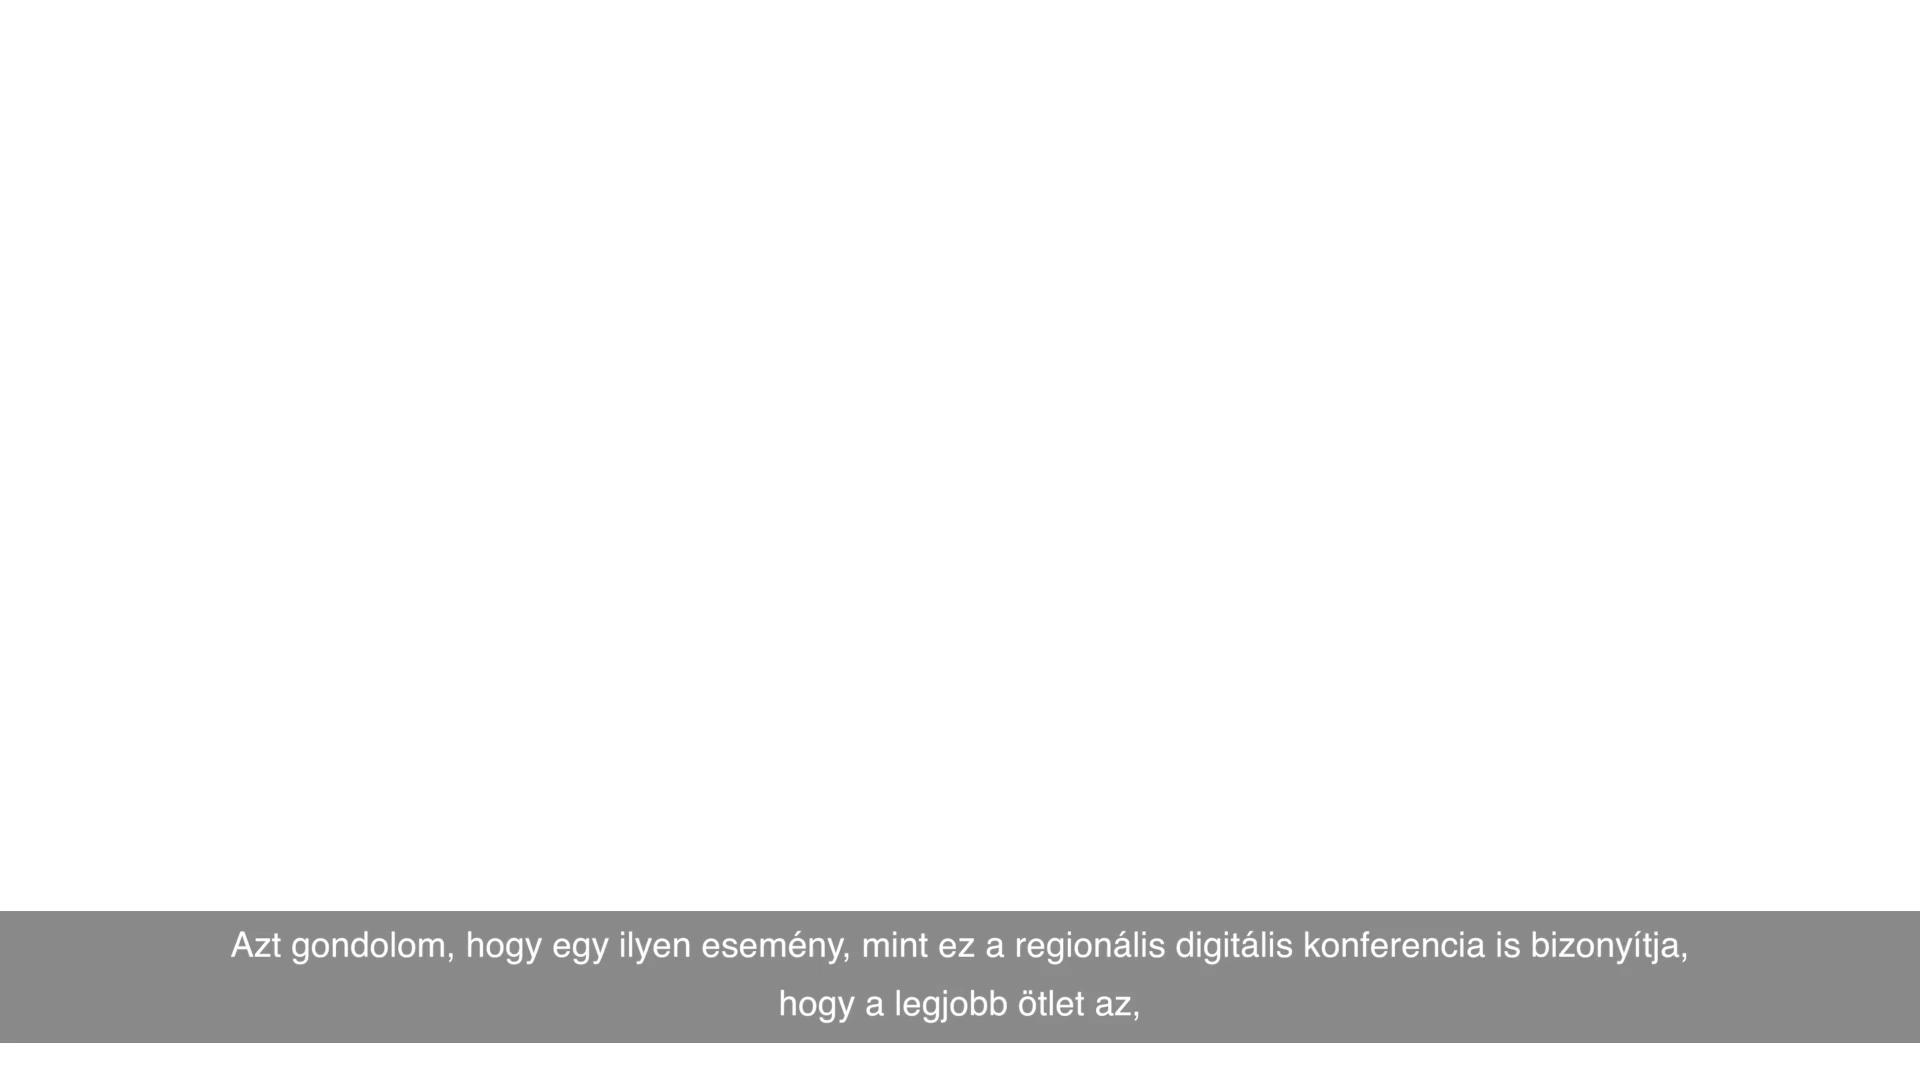 Azt gondolom, hogy egy ilyen esemény, mint ez a regionális digitális konferencia is bizonyítja,
hogy a legjobb ötlet az,